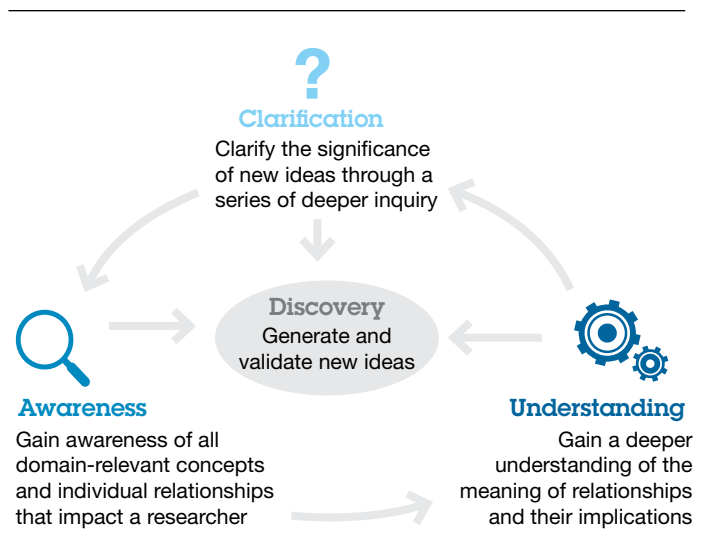 ?
Clarification
Clarify the significance
of new ideas through a
series of deeper inquiry
Discovery
Generate and
validate new ideas
Awareness
Gain awareness of all
domain-relevant concepts
and individual relationships
that impact a researcher
Understanding
Gain a deeper
understanding of the
meaning of relationships
and their implications